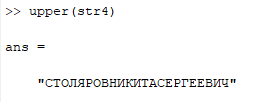 >> upper(str4)
ans =
"СТОЛЯРОВНИКИТАСЕРГЕЕВИЧ"